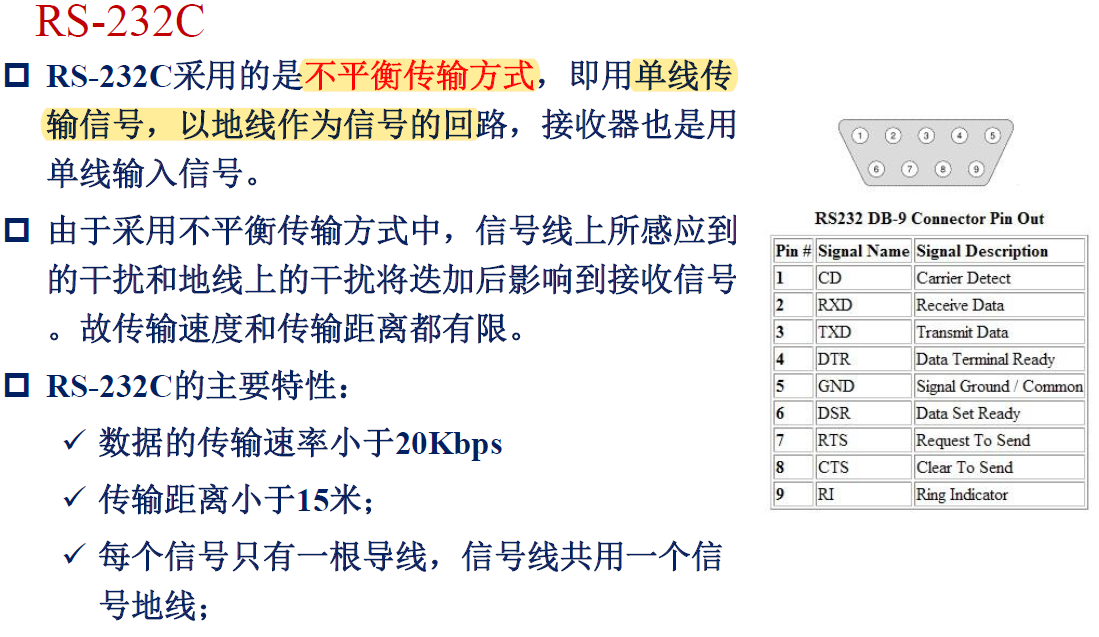 RS-232C
RS-232C采用的是不平衡传输方式，即用单线传
输信号，以地线作为信号的回路，接收器也是用
单线输入信号。
由于采用不平衡传输方式中，信号线上所感应到
的干扰和地线上的干扰将迭加后影响到接收信号
。故传输速度和传输距离都有限。
RS-232C的主要特性：
✓ 数据的传输速率小于20Kbps
✓ 传输距离小于15米；
✓ 每个信号只有一根导线，信号线共用一个信
号地线；
1 2 3 4 5
6 7 8 9
RS232 DB-9 Connector Pin Out
Pin # Signal Name Signal Description
1 CD Carrier Detect
2 RXD Receive Data
3 TXD Transmit Data
4 DTR Data Terminal Ready
5 GND Signal Ground / Common
6 DSR Data Set Ready
7 RTS Request To Send
8 CTS Clear To Send
9 RI Ring Indicator